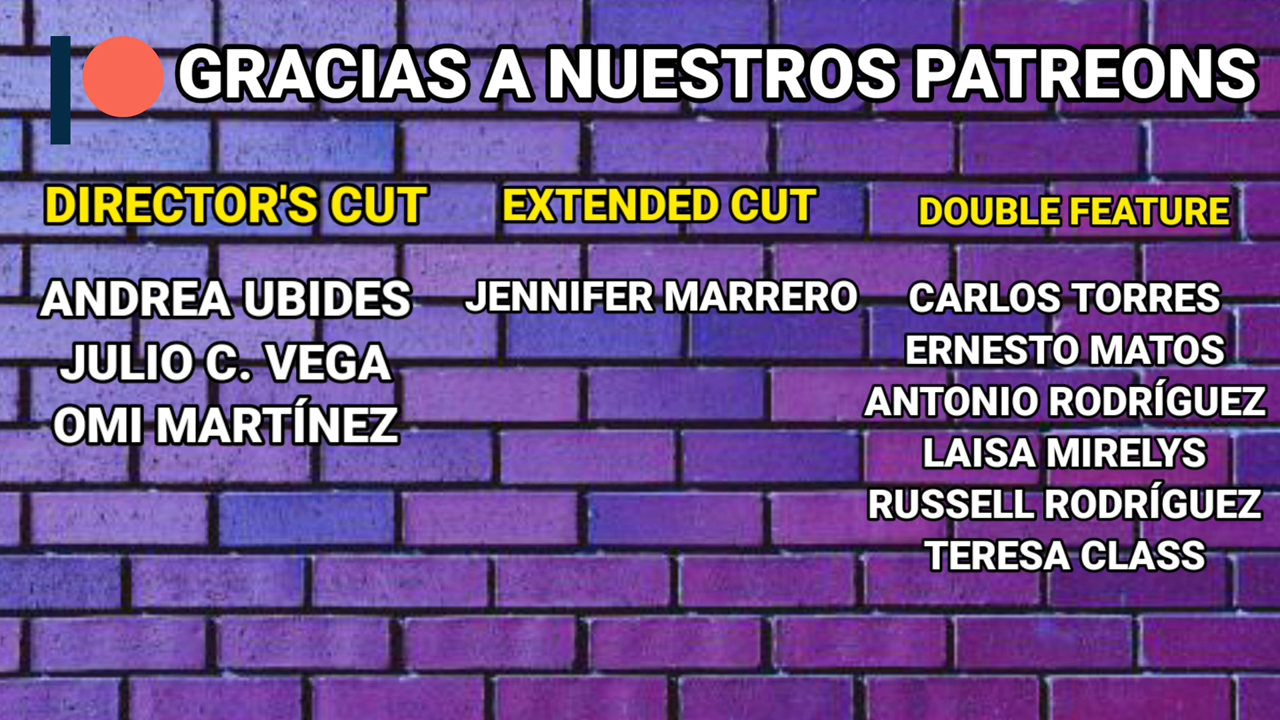 GRACIAS A NUESTROS PATREONS
DIRECTOR'S CUT
ANDREA UBIDES
JULIO C. VEGA
OMI MARTÍNEZ
EXTENDED CUT
JENNIFER MARRERO
DOUBLE FEATURE
CARLOS TORRES
ERNESTO MATOS
ANTONIO RODRÍGUEZ
LAISA MIRELYS
RUSSELL RODRÍGUEZ
TERESA CLASS